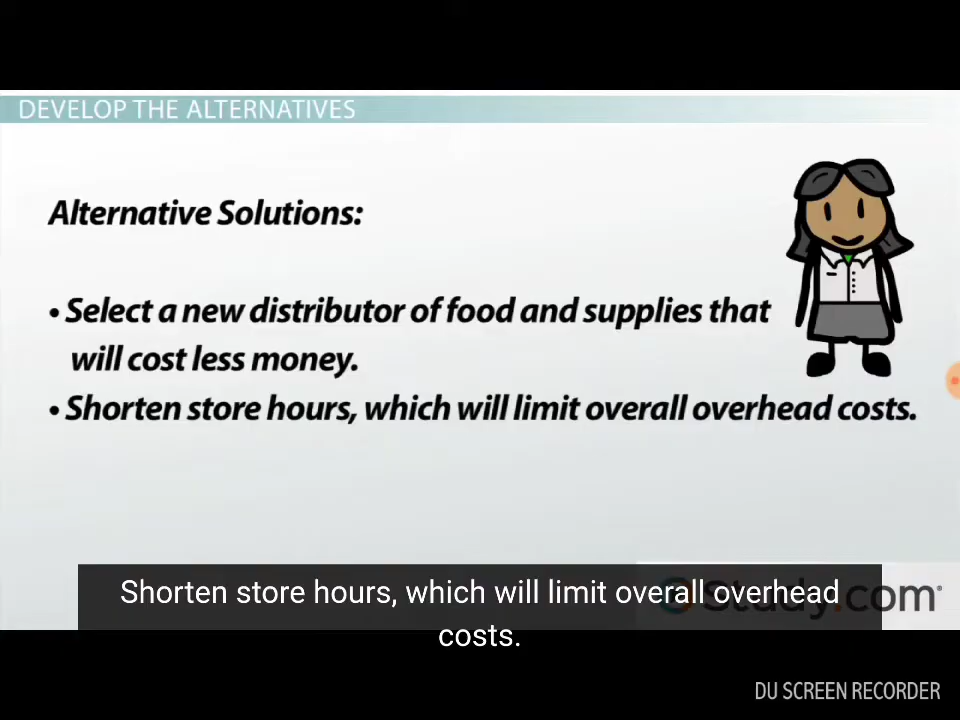 DEVELOP THE ALTERNATIVES
Alternative Solutions:
• Select a new distributor of food and supplies that
will cost less money.
• Shorten store hours, which will limit overall overhead costs.
Shorten store hours, which will limit overall overhead
costs.
Study.com
DU SCREEN RECORDER